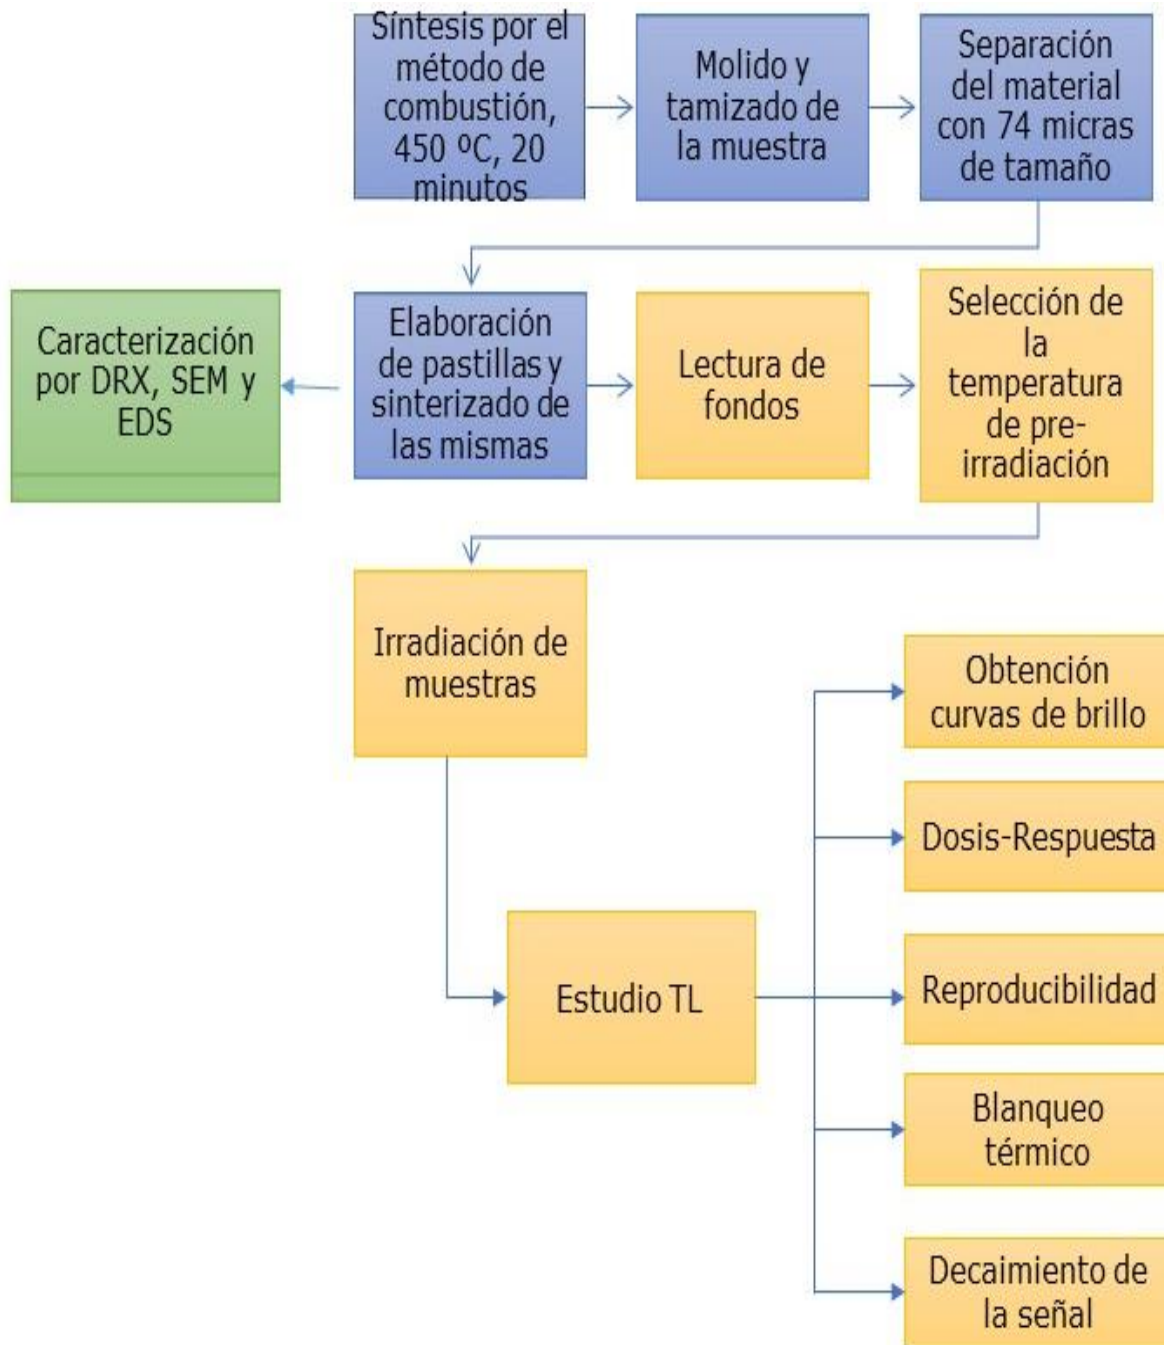 Síntesis por el
método de
combustión,
450 ºC, 20
minutos
Molido y
tamizado de
la muestra
Separación
del material
con 74 micras
de tamaño
Caracterización
por DRX, SEM y
EDS
Elaboración
de pastillas y
sinterizado de
las mismas
Lectura de
fondos
Selección de
la
temperatura
de pre-
irradiación
Irradiación de
muestras
Estudio TL
Obtención
curvas de brillo
Dosis-Respuesta
Reproducibilidad
Blanqueo
térmico
Decaimiento de
la señal